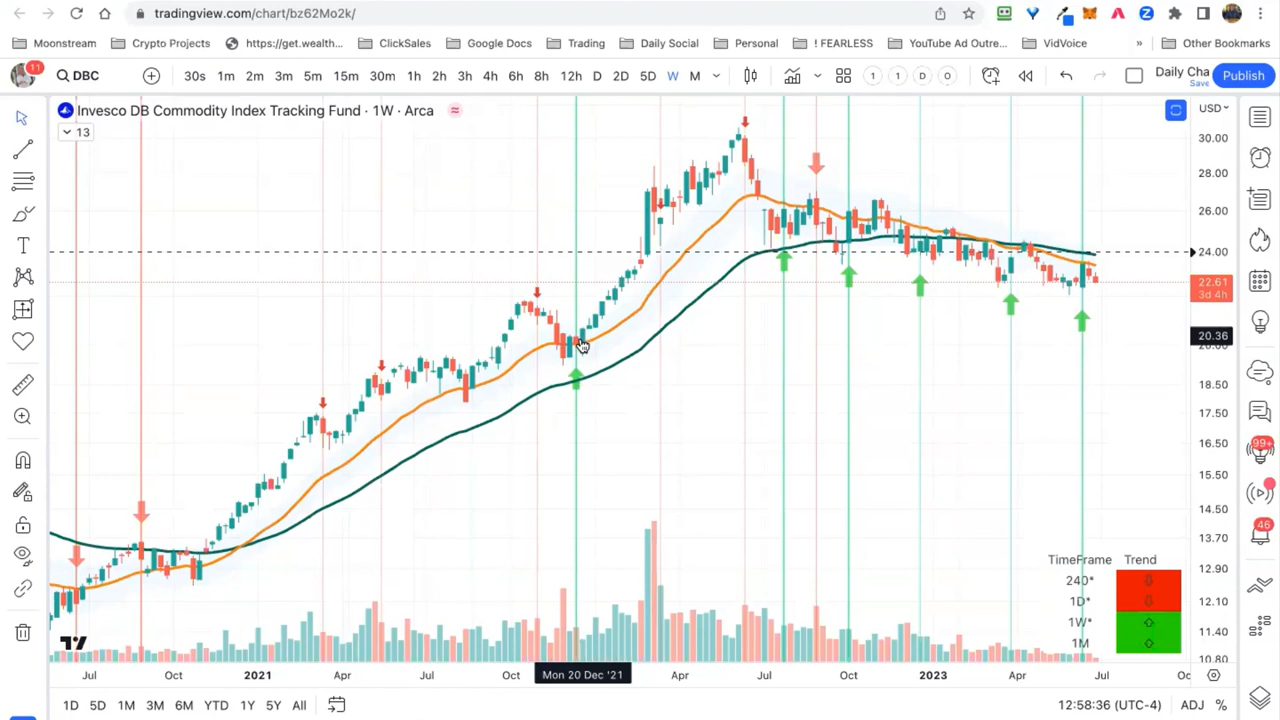 tradingview.com/chart/bz62Mo2k/
Moonstream Crypto Projects https://get.wealth... ClickSales Google Docs Trading Daily Social Personal ! FEARLESS YouTube Ad Outre... VidVoice » Other Bookmarks
11 DBC 30s 1m 2m 3m 5m 15m 30m 1h 2h 3h 4h 6h 8h 12h D 2D 5D W M 1 1 D O Daily Cha Save Publish
Invesco DB Commodity Index Tracking Fund · 1W · Arca ≈ USD
13
30.00
28.00
26.00
24.00
22.61
3d 4h
20.36
18.50
17.50
16.50
15.50
14.50
13.70
12.90
12.10
11.40
10.80
99+
46
TimeFrame Trend
240*
1D*
1W*
1M
Jul Oct 2021 Apr Jul Oct Mon 20 Dec '21 Apr Jul Oct 2023 Apr Jul
1D 5D 1M 3M 6M YTD 1Y 5Y All 12:58:36 (UTC-4) ADJ %